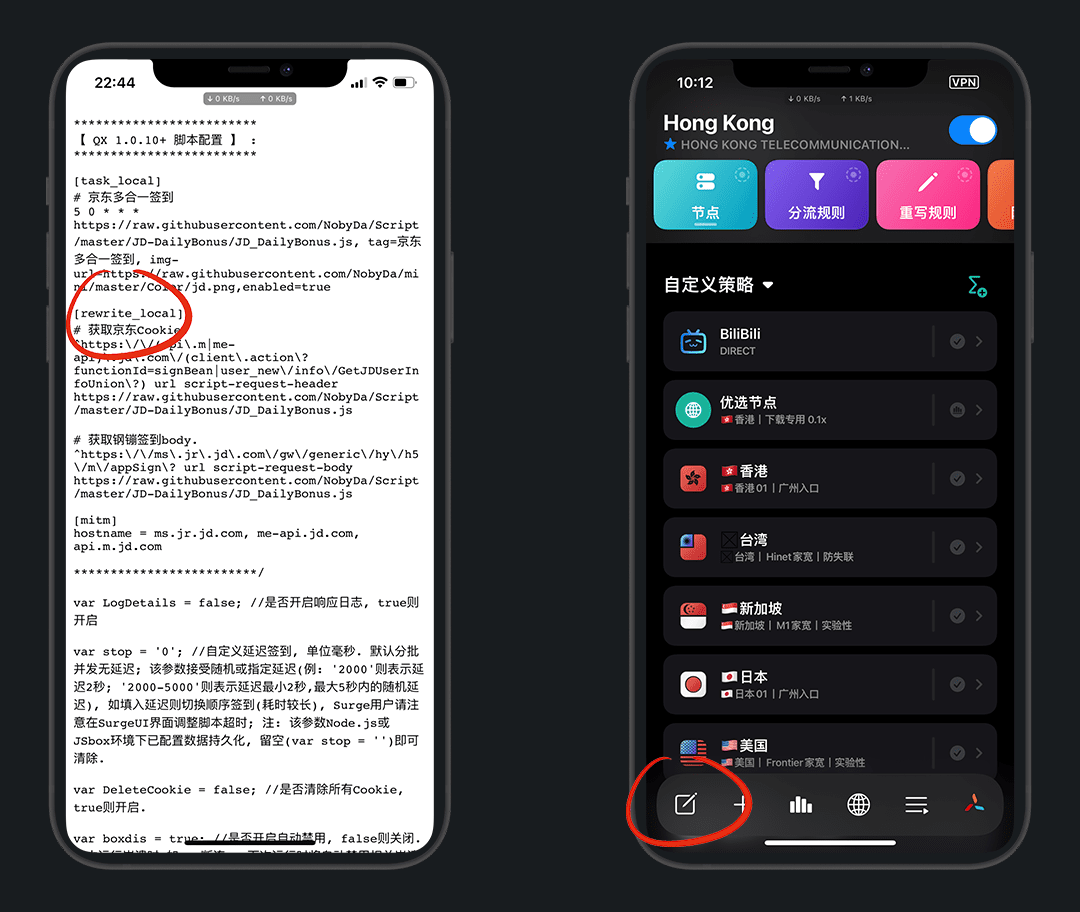 22:44
↓ 0 KB/s ↑ 0 KB/s
*************************
【 QX 1.0.10+ 脚本配置 】 :
*************************
[task_local]
# 京东多合一签到
5 0 * * *
https://raw.githubusercontent.com/NobyDa/Script
/master/JD-DailyBonus/JD_DailyBonus.js, tag=京东
多合一签到, img-
url=https://raw.githubusercontent.com/NobyDa/mi
ni/master/Color/jd.png,enabled=true
[rewrite_local]
# 获取京东Cookie
^https:\/\/(api\.m|me-
api)\.jd\.com\/(client\.action\?
functionId=signBean|user_new\/info\/GetJDUserIn
foUnion\?) url script-request-header
https://raw.githubusercontent.com/NobyDa/Script
/master/JD-DailyBonus/JD_DailyBonus.js
# 获取钢镚签到body.
^https:\/\/ms\.jr\.jd\.com\/gw\/generic\/hy\/h5
\/m\/appSign\? url script-request-body
https://raw.githubusercontent.com/NobyDa/Script
/master/JD-DailyBonus/JD_DailyBonus.js
[mitm]
hostname = ms.jr.jd.com, me-api.jd.com,
api.m.jd.com
*************************/
var LogDetails = false; //是否开启响应日志, true则
开启
var stop = '0'; //自定义延迟签到, 单位毫秒. 默认分批
并发无延迟; 该参数接受随机或指定延迟(例: '2000'则表示延
迟2秒; '2000-5000'则表示延迟最小2秒,最大5秒内的随机延
迟), 如填入延迟则切换顺序签到(耗时较长), Surge用户请注
意在SurgeUI界面调整脚本超时; 注: 该参数Node.js或
JSbox环境下已配置数据持久化, 留空(var stop = '')即可
清除.
var DeleteCookie = false; //是否清除所有Cookie,
true则开启.
var boxdis = true; //是否开启自动禁用, false则关闭.
10:12
VPN
↓ 0 KB/s ↑ 1 KB/s
Hong Kong
HONG KONG TELECOMMUNICATION...
节点
分流规则
重写规则
自定义策略
BiliBili
DIRECT
优选节点
🇭🇰香港 | 下载专用 0.1x
🇭🇰香港
🇭🇰香港 01 | 广州入口
台湾
台湾 | Hinet家宽 | 防失联
🇸🇬新加坡
🇸🇬新加坡 | M1家宽 | 实验性
🇯🇵日本
🇯🇵日本 01 | 广州入口
🇺🇸美国
🇺🇸美国 | Frontier家宽 | 实验性